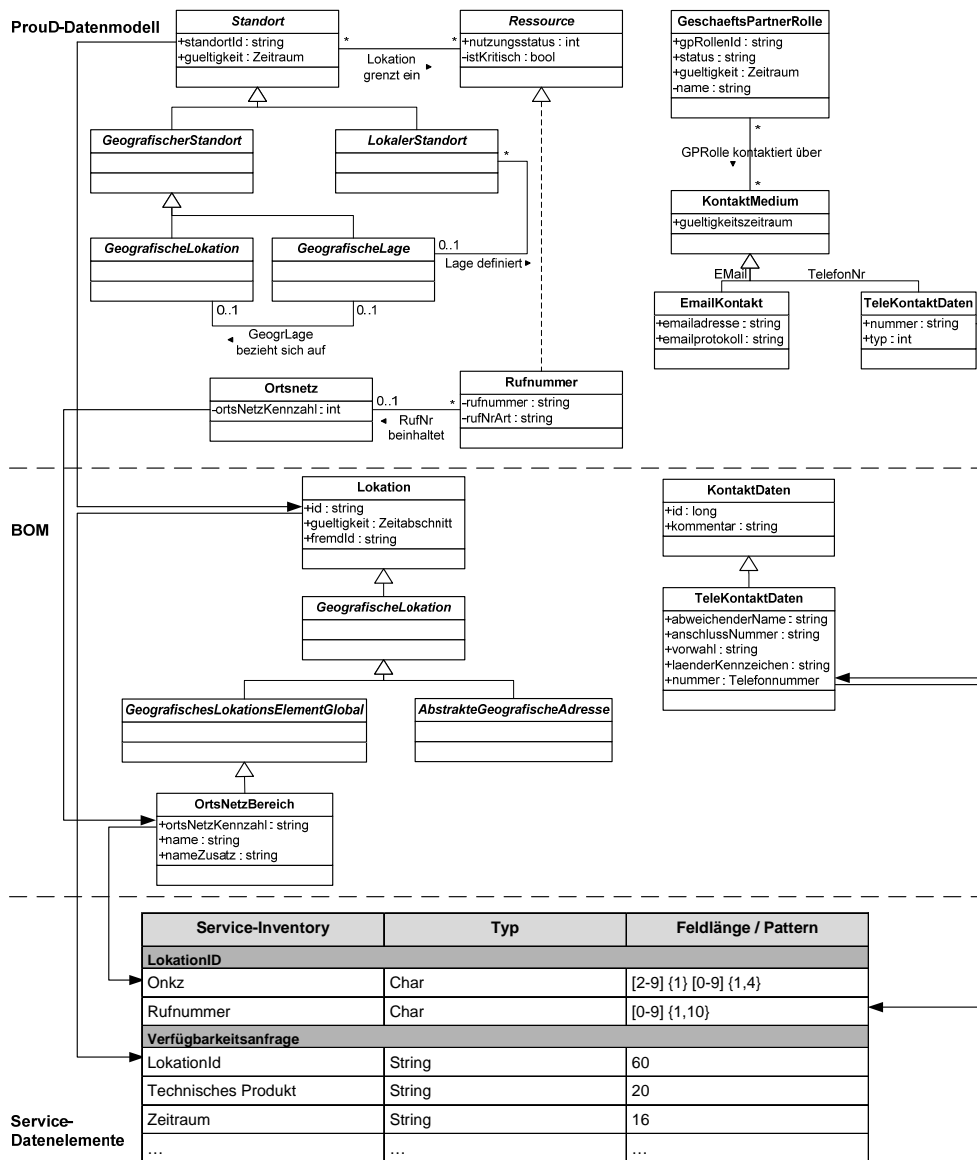 ProuD-Datenmodell
Standort
+standortId : string
+gueltigkeit : Zeitraum
*
*
Lokation
grenzt ein
Ressource
+nutzungsstatus : int
-istKritisch : bool
GeschaeftsPartnerRolle
+gpRollenId : string
+status : string
+gueltigkeit : Zeitraum
-name : string
GeografischerStandort
LokalerStandort
*
*
GPRolle kontaktiert über
*
KontaktMedium
+gueltigkeitszeitraum
GeografischeLokation
GeografischeLage
0..1
Lage definiert
0..1
0..1
GeogrLage
bezieht sich auf
EMail
TelefonNr
EmailKontakt
+emailadresse : string
+emailprotokoll : string
TeleKontaktDaten
+nummer : string
+typ : int
Ortsnetz
-ortsNetzKennzahl : int
0..1
*
RufNr
beinhaltet
Rufnummer
-rufnummer : string
-rufNrArt : string
BOM
Lokation
+id : string
+gueltigkeit : Zeitabschnitt
+fremdId : string
KontaktDaten
+id : long
+kommentar : string
GeografischeLokation
TeleKontaktDaten
+abweichenderName : string
+anschlussNummer : string
+vorwahl : string
+laenderKennzeichen : string
+nummer : Telefonnummer
GeografischesLokationsElementGlobal
AbstrakteGeografischeAdresse
OrtsNetzBereich
+ortsNetzKennzahl : string
+name : string
+nameZusatz : string
Service-Inventory Typ Feldlänge / Pattern
LokationID
Onkz Char [2-9] {1} [0-9] {1,4}
Rufnummer Char [0-9] {1,10}
Verfügbarkeitsanfrage
LokationId String 60
Technisches Produkt String 20
Zeitraum String 16
... ... ...
Service-
Datenelemente